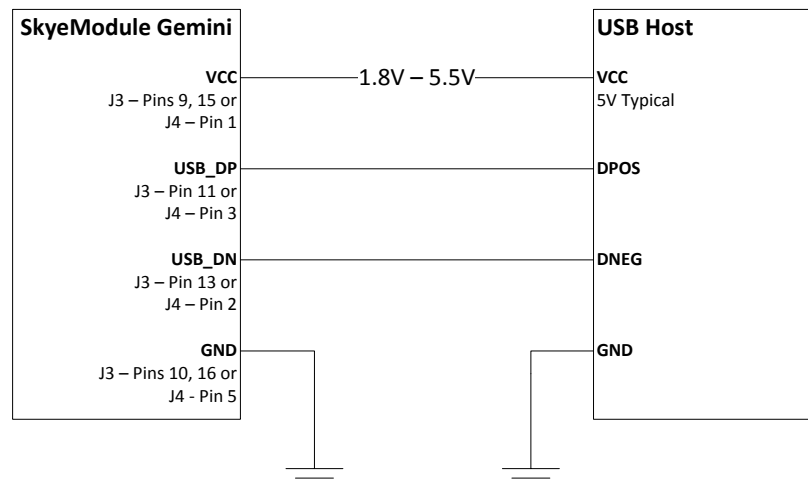 SkyeModule Gemini
VCC
J3 – Pins 9, 15 or
J4 – Pin 1
USB_DP
J3 – Pin 11 or
J4 – Pin 3
USB_DN
J3 – Pin 13 or
J4 – Pin 2
GND
J3 – Pins 10, 16 or
J4 - Pin 5
1.8V – 5.5V
USB Host
VCC
5V Typical
DPOS
DNEG
GND